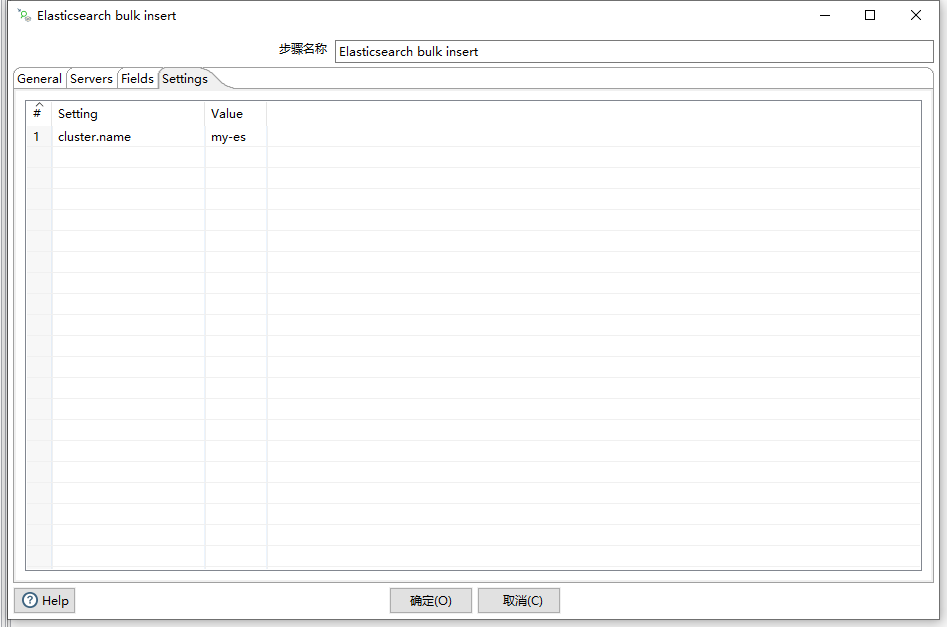 Elasticsearch bulk insert
步骤名称 Elasticsearch bulk insert
General Servers Fields Settings
# Setting Value
1 cluster.name my-es
Help 确定(O) 取消(C)